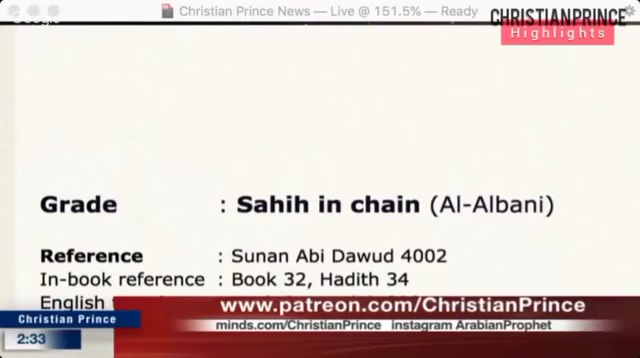 Christian Prince News — Live @ 151.5% — Ready
CHRISTIANPRINCE
Highlights
Grade : Sahih in chain (Al-Albani)
Reference : Sunan Abi Dawud 4002
In-book reference : Book 32, Hadith 34
English
www.patreon.com/ChristianPrince
Christian Prince
minds.com/ChristianPrince instagram ArabianProphet
2:33